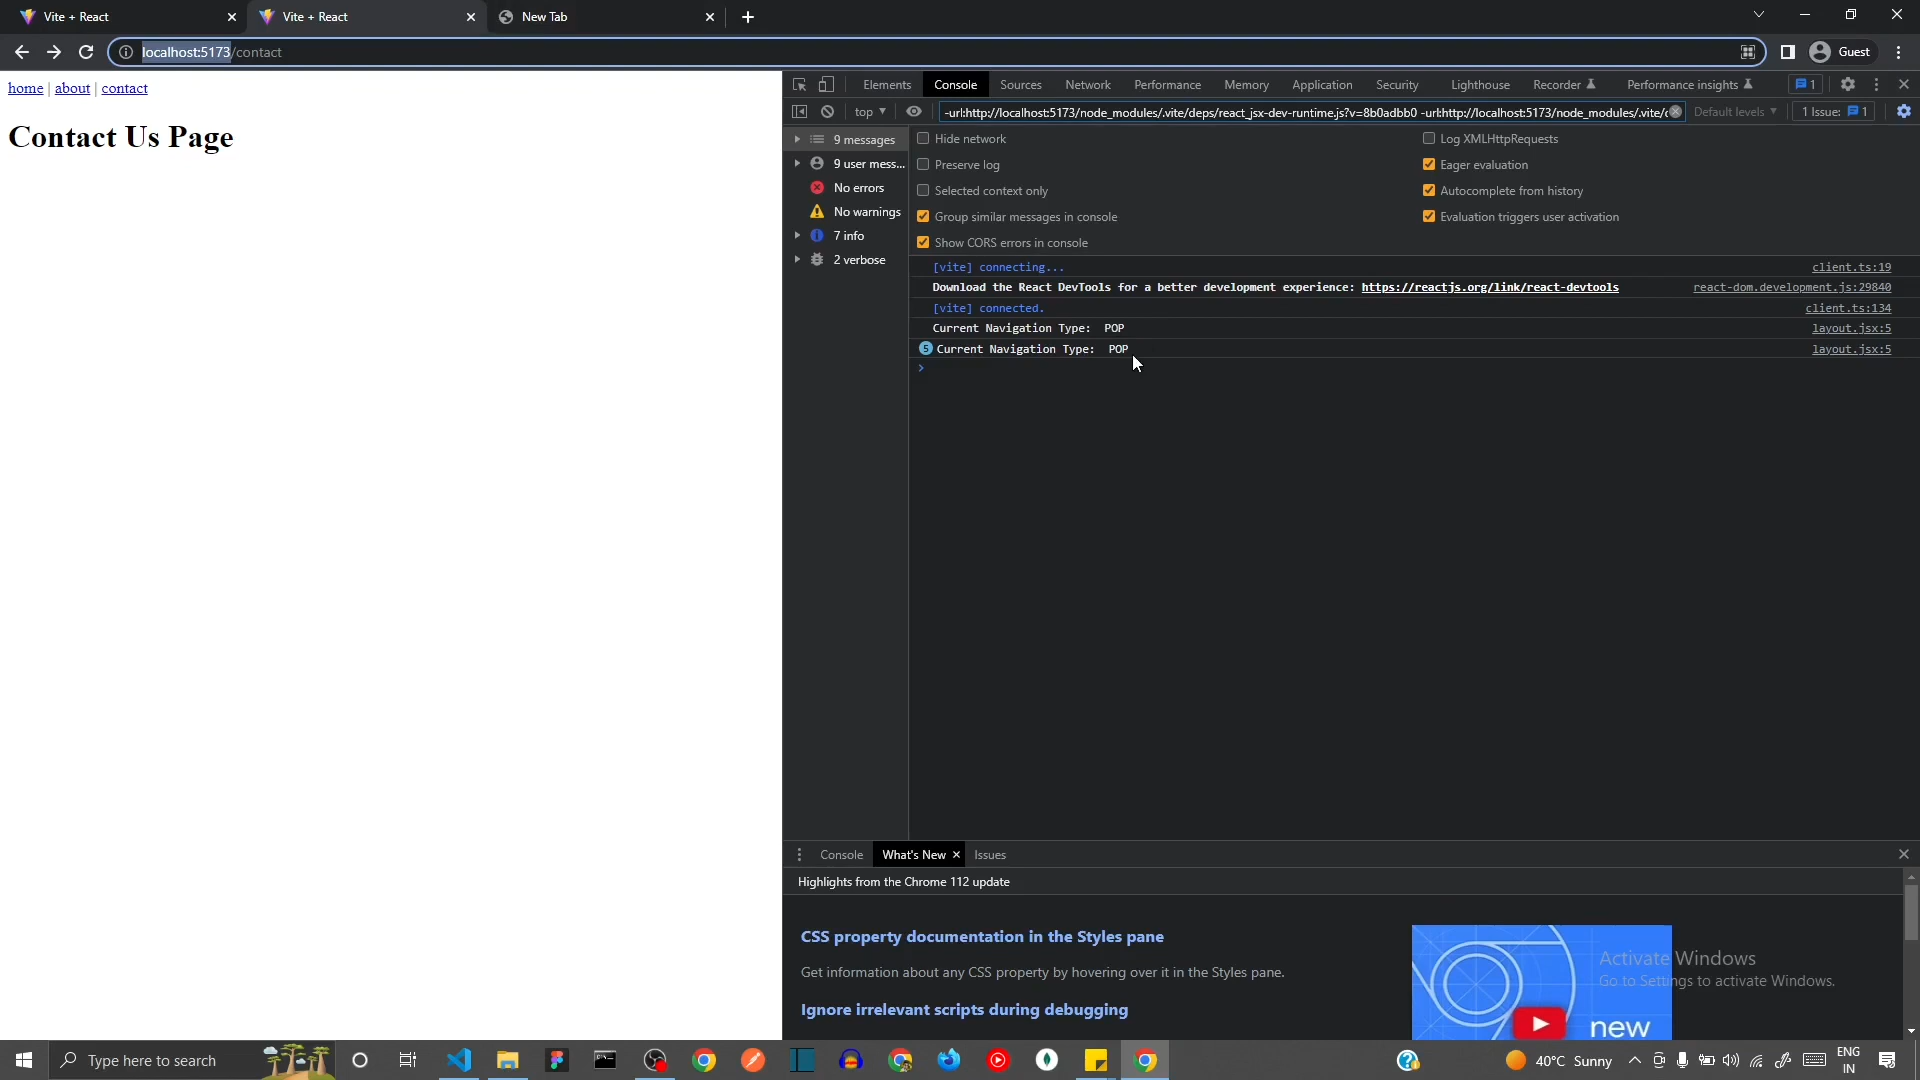 Vite + React
Vite + React
New Tab
localhost:5173/contact
Guest
home | about | contact
Contact Us Page
Elements
Console
Sources
Network
Performance
Memory
Application
Security
Lighthouse
Recorder
Performance insights
1
top
-url:http://localhost:5173/node_modules/.vite/deps/react_jsx-dev-runtime.js?v=8b0adbb0 -url:http://localhost:5173/node_modules/.vite/
Default levels
1 Issue:
1
9 messages
9 user mess...
No errors
No warnings
7 info
2 verbose
Hide network
Log XMLHttpRequests
Preserve log
Eager evaluation
Selected context only
Autocomplete from history
Group similar messages in console
Evaluation triggers user activation
Show CORS errors in console
[vite] connecting...
client.ts:19
Download the React DevTools for a better development experience: https://reactjs.org/link/react-devtools
react-dom.development.js:29840
[vite] connected.
client.ts:134
Current Navigation Type: POP
layout.jsx:5
5 Current Navigation Type: POP
layout.jsx:5
Console
What's New
Issues
Highlights from the Chrome 112 update
CSS property documentation in the Styles pane
Get information about any CSS property by hovering over it in the Styles pane.
Ignore irrelevant scripts during debugging
new
Activate Windows
Go to Settings to activate Windows.
Type here to search
40°C Sunny
ENG
IN